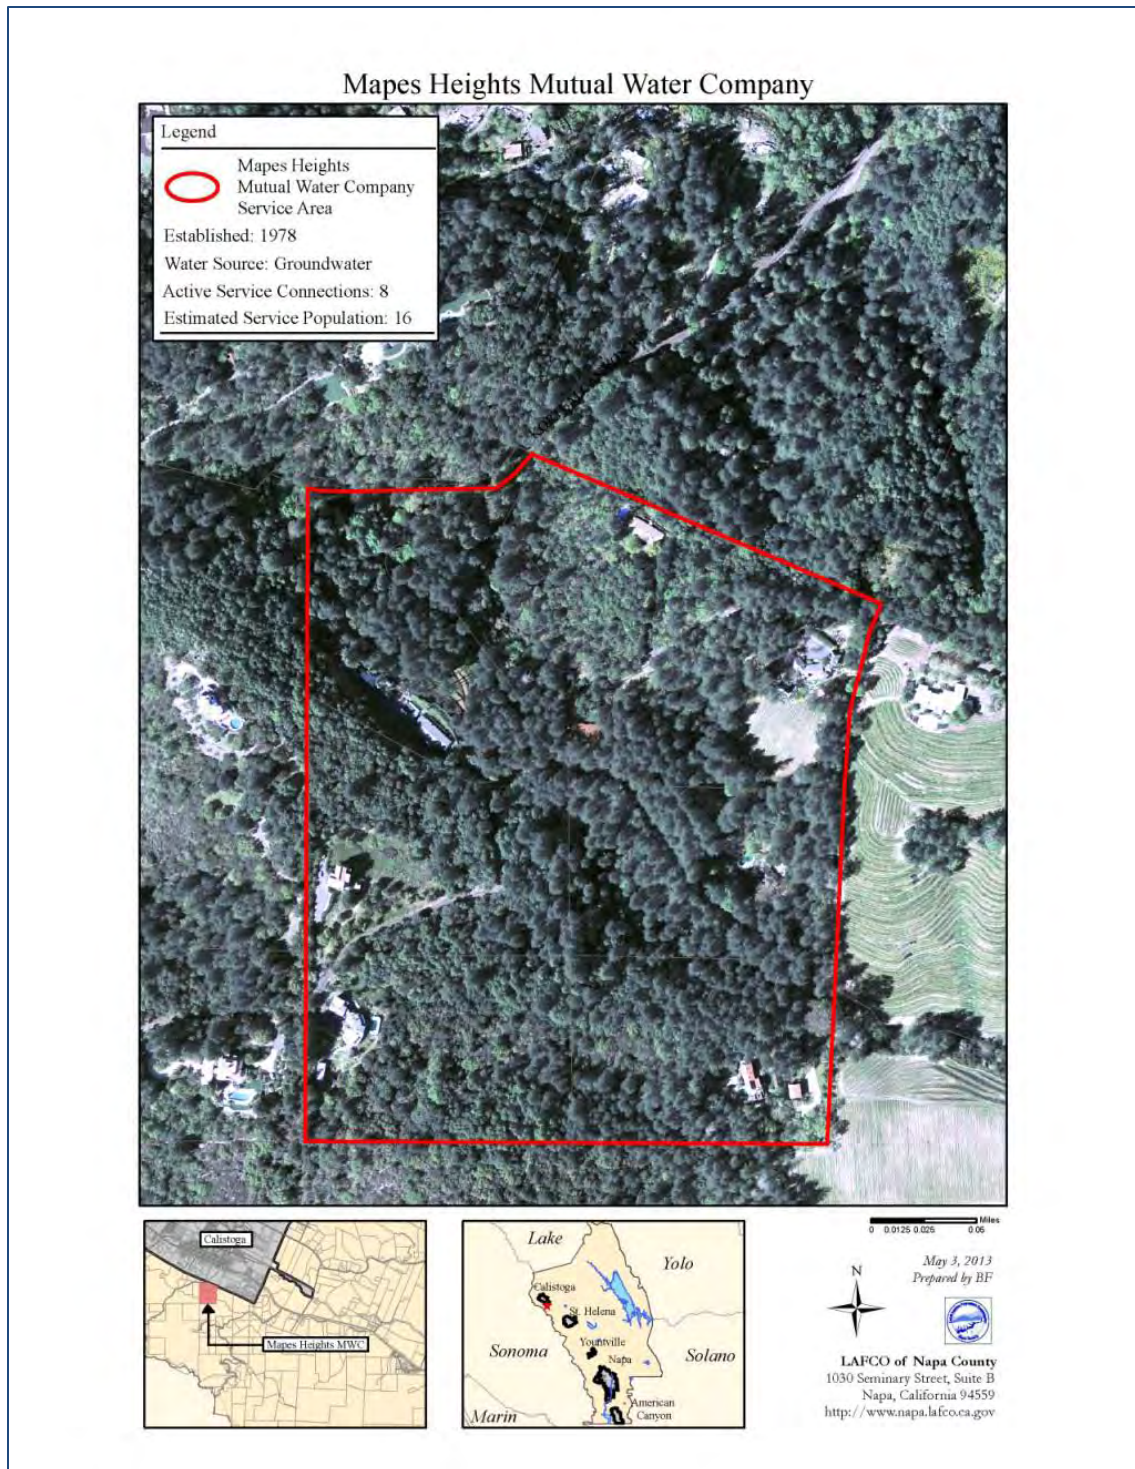 Mapes Heights Mutual Water Company
Legend
Mapes Heights
Mutual Water Company
Service Area
Established: 1978
Water Source: Groundwater
Active Service Connections: 8
Estimated Service Population: 16
Calistoga
Mapes Heights MWC
Lake
Yolo
Calistoga
St. Helena
Yountville
Sonoma
Napa
Solano
American
Canyon
Marin
Miles
0 0.0125 0.025 0.05
May 3, 2013
Prepared by BF
N
LAFCO of Napa County
1030 Seminary Street, Suite B
Napa, California 94559
http://www.napa.lafco.ca.gov